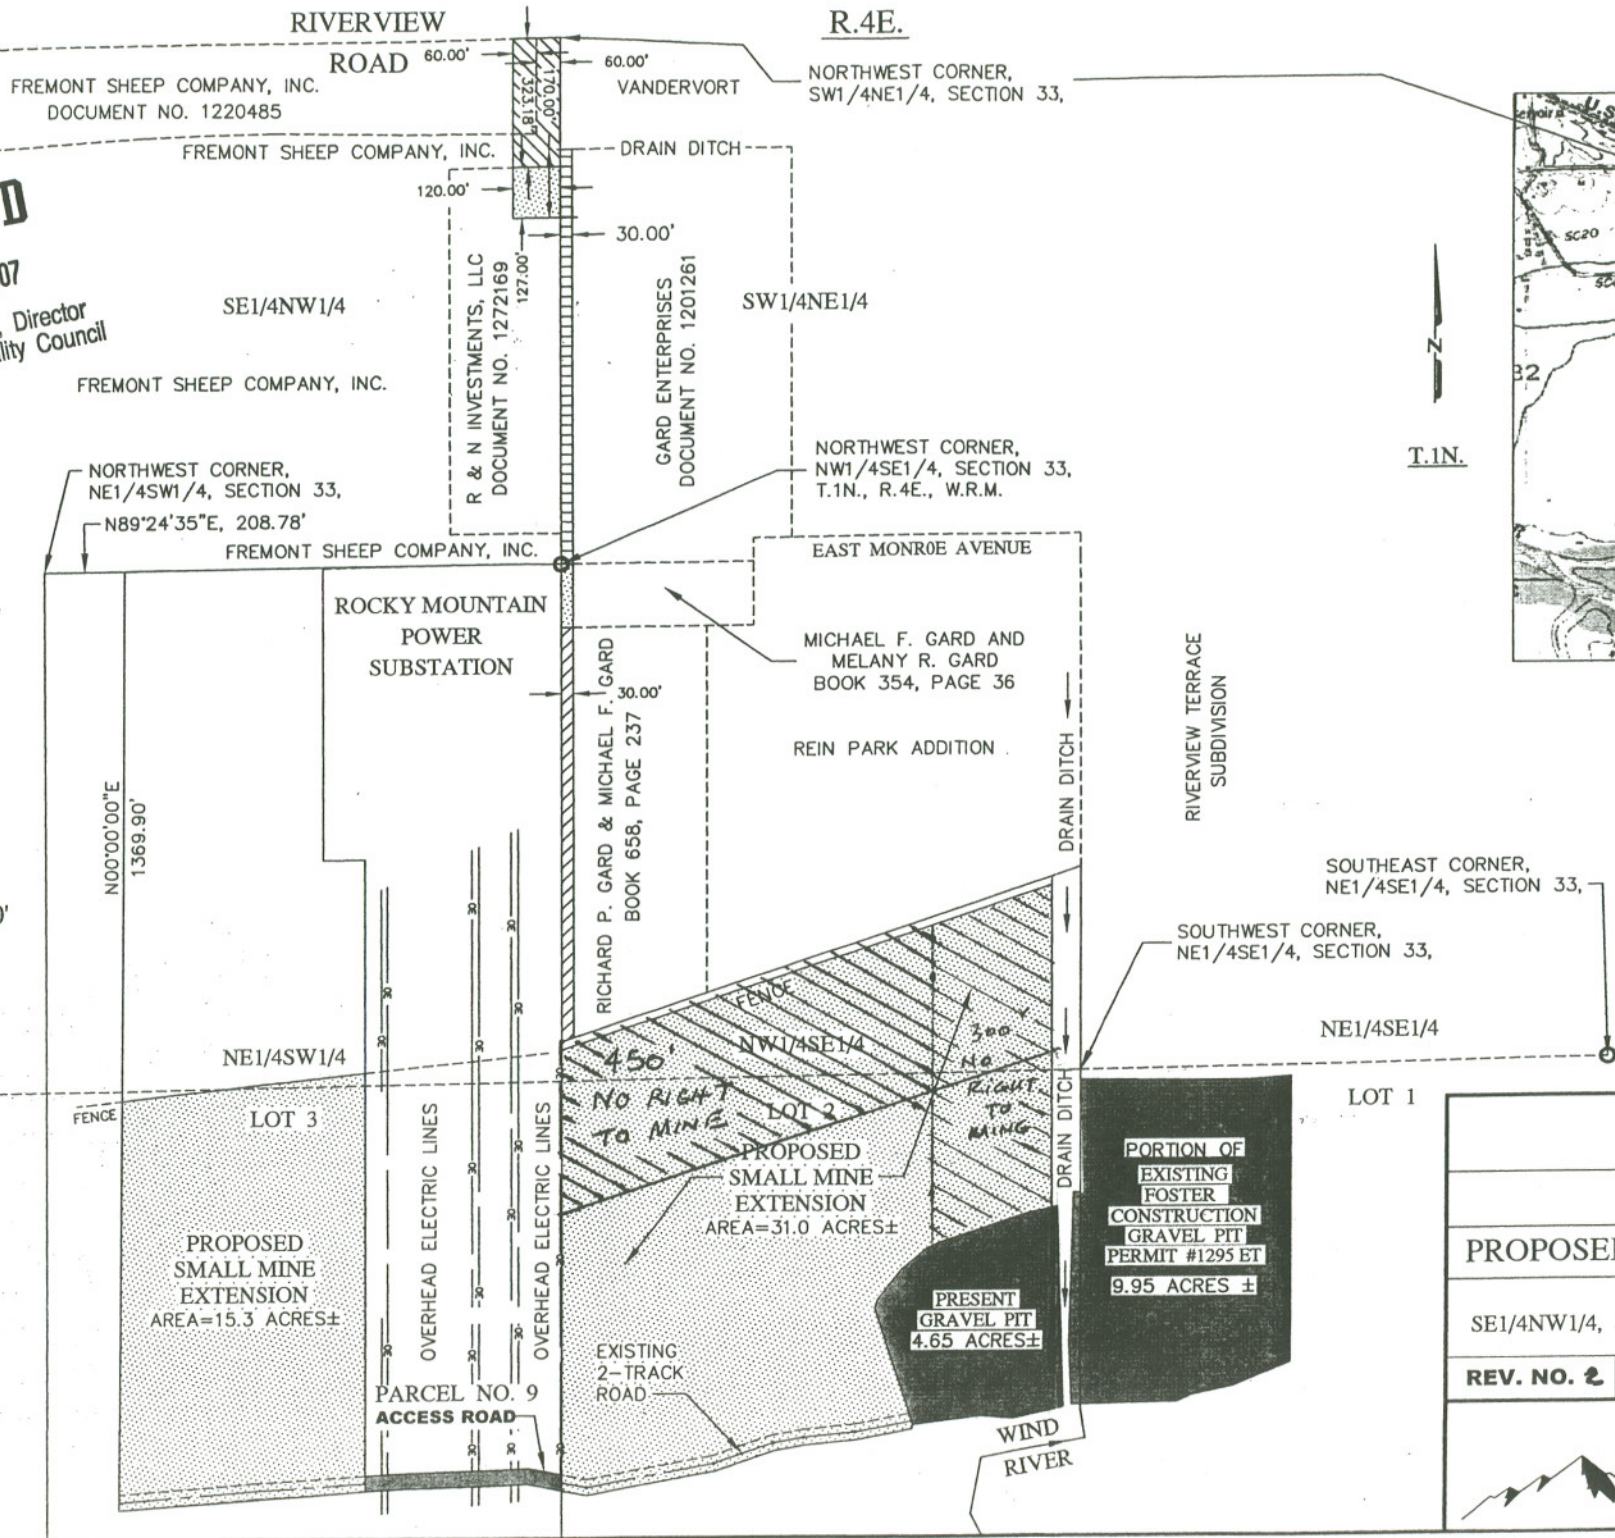 RIVERVIEW
ROAD
R.4E.
FREMONT SHEEP COMPANY, INC.
DOCUMENT NO. 1220485
60.00'
60.00'
170.00'
323.18'
VANDERVORT
NORTHWEST CORNER,
SW1/4NE1/4, SECTION 33,
FREMONT SHEEP COMPANY, INC.
DRAIN DITCH
120.00'
30.00'
127.00'
D
07
Director
lity Council
SE1/4NW1/4
FREMONT SHEEP COMPANY, INC.
R & N INVESTMENTS, LLC
DOCUMENT NO. 1272169
GARD ENTERPRISES
DOCUMENT NO. 1201261
SW1/4NE1/4
U.S
SC20
32
N
T.1N.
NORTHWEST CORNER,
NE1/4SW1/4, SECTION 33,
N89°24'35"E, 208.78'
FREMONT SHEEP COMPANY, INC.
NORTHWEST CORNER,
NW1/4SE1/4, SECTION 33,
T.1N., R.4E., W.R.M.
EAST MONROE AVENUE
ROCKY MOUNTAIN
POWER
SUBSTATION
MICHAEL F. GARD AND
MELANY R. GARD
BOOK 354, PAGE 36
30.00'
RICHARD P. GARD & MICHAEL F. GARD
BOOK 658, PAGE 237
REIN PARK ADDITION
DRAIN DITCH
RIVERVIEW TERRACE
SUBDIVISION
N00°00'00"E
1369.90'
0'
SOUTHEAST CORNER,
NE1/4SE1/4, SECTION 33,
SOUTHWEST CORNER,
NE1/4SE1/4, SECTION 33,
FENCE
NE1/4SW1/4
NW1/4SE1/4
NE1/4SE1/4
450'
NO RIGHT
TO MINE
300'
NO
RIGHT
TO
MING
FENCE
LOT 3
LOT 2
LOT 1
DRAIN DITCH
OVERHEAD ELECTRIC LINES
OVERHEAD ELECTRIC LINES
PROPOSED
SMALL MINE
EXTENSION
AREA=31.0 ACRES±
PORTION OF
EXISTING
FOSTER
CONSTRUCTION
GRAVEL PIT
PERMIT #1295 ET
9.95 ACRES ±
PROPOSED
SMALL MINE
EXTENSION
AREA=15.3 ACRES±
PRESENT
GRAVEL PIT
4.65 ACRES±
EXISTING
2-TRACK
ROAD
PARCEL NO. 9
ACCESS ROAD
WIND
RIVER
PROPOSE
SE1/4NW1/4,
REV. NO. 2